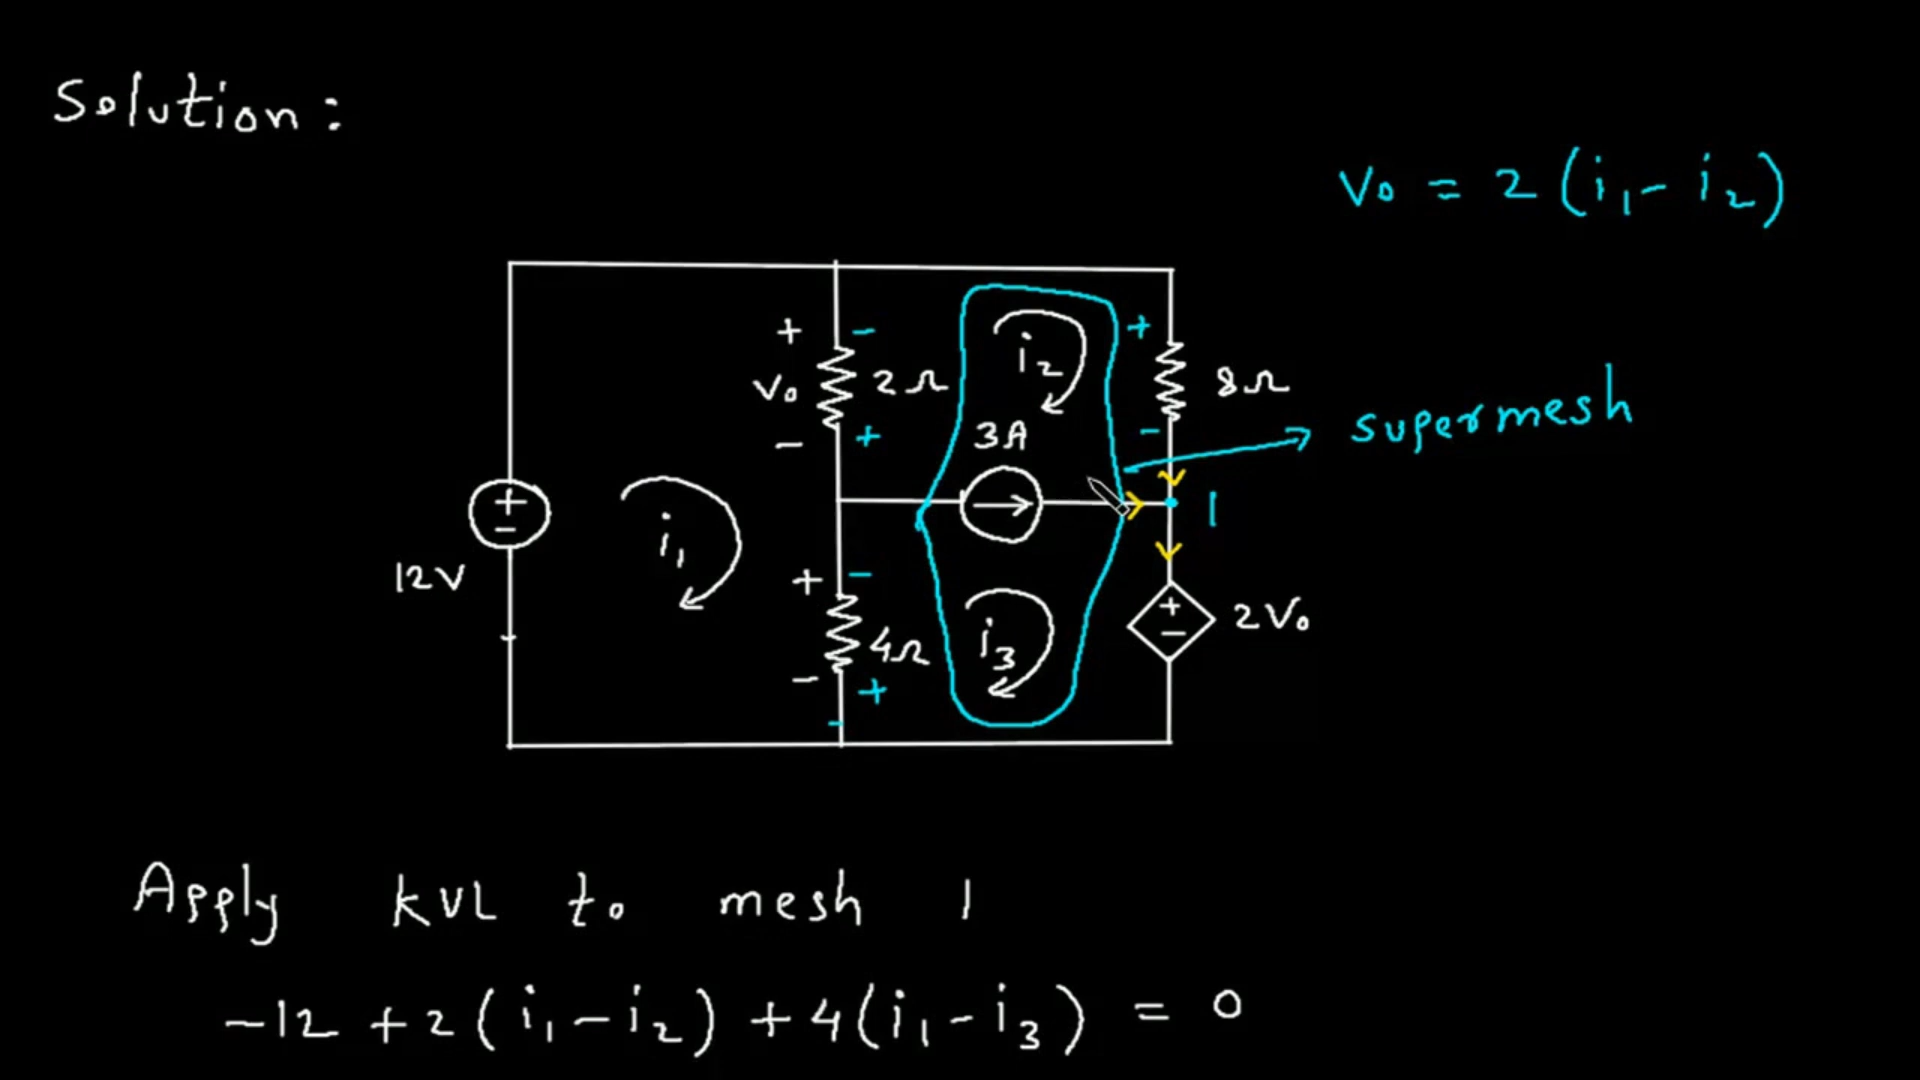 Solution:
Vo = 2 (i₁ - i₂)
+ - +
i₂
Vo 2Ω 8Ω
- + 3A -
supermesh
1
+ -
i₁
12V
+ -
+ -
2Vo
4Ω i₃
- +
-
Apply KVL to mesh 1
-12 + 2(i₁ - i₂) + 4(i₁ - i₃) = 0